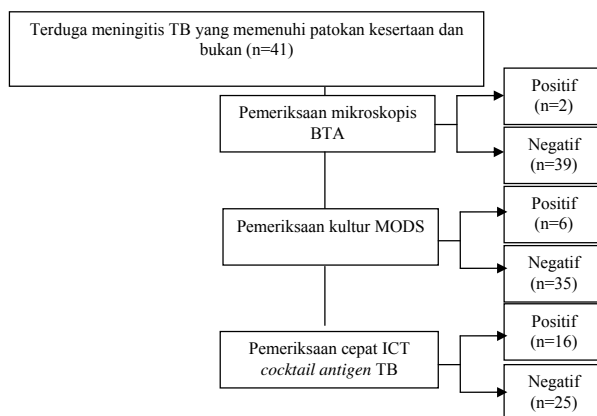 Terduga meningitis TB yang memenuhi patokan kesertaan dan
bukan (n=41)
Pemeriksaan mikroskopis
BTA
Positif
(n=2)
Negatif
(n=39)
Pemeriksaan kultur MODS
Positif
(n=6)
Negatif
(n=35)
Pemeriksaan cepat ICT
cocktail antigen TB
Positif
(n=16)
Negatif
(n=25)